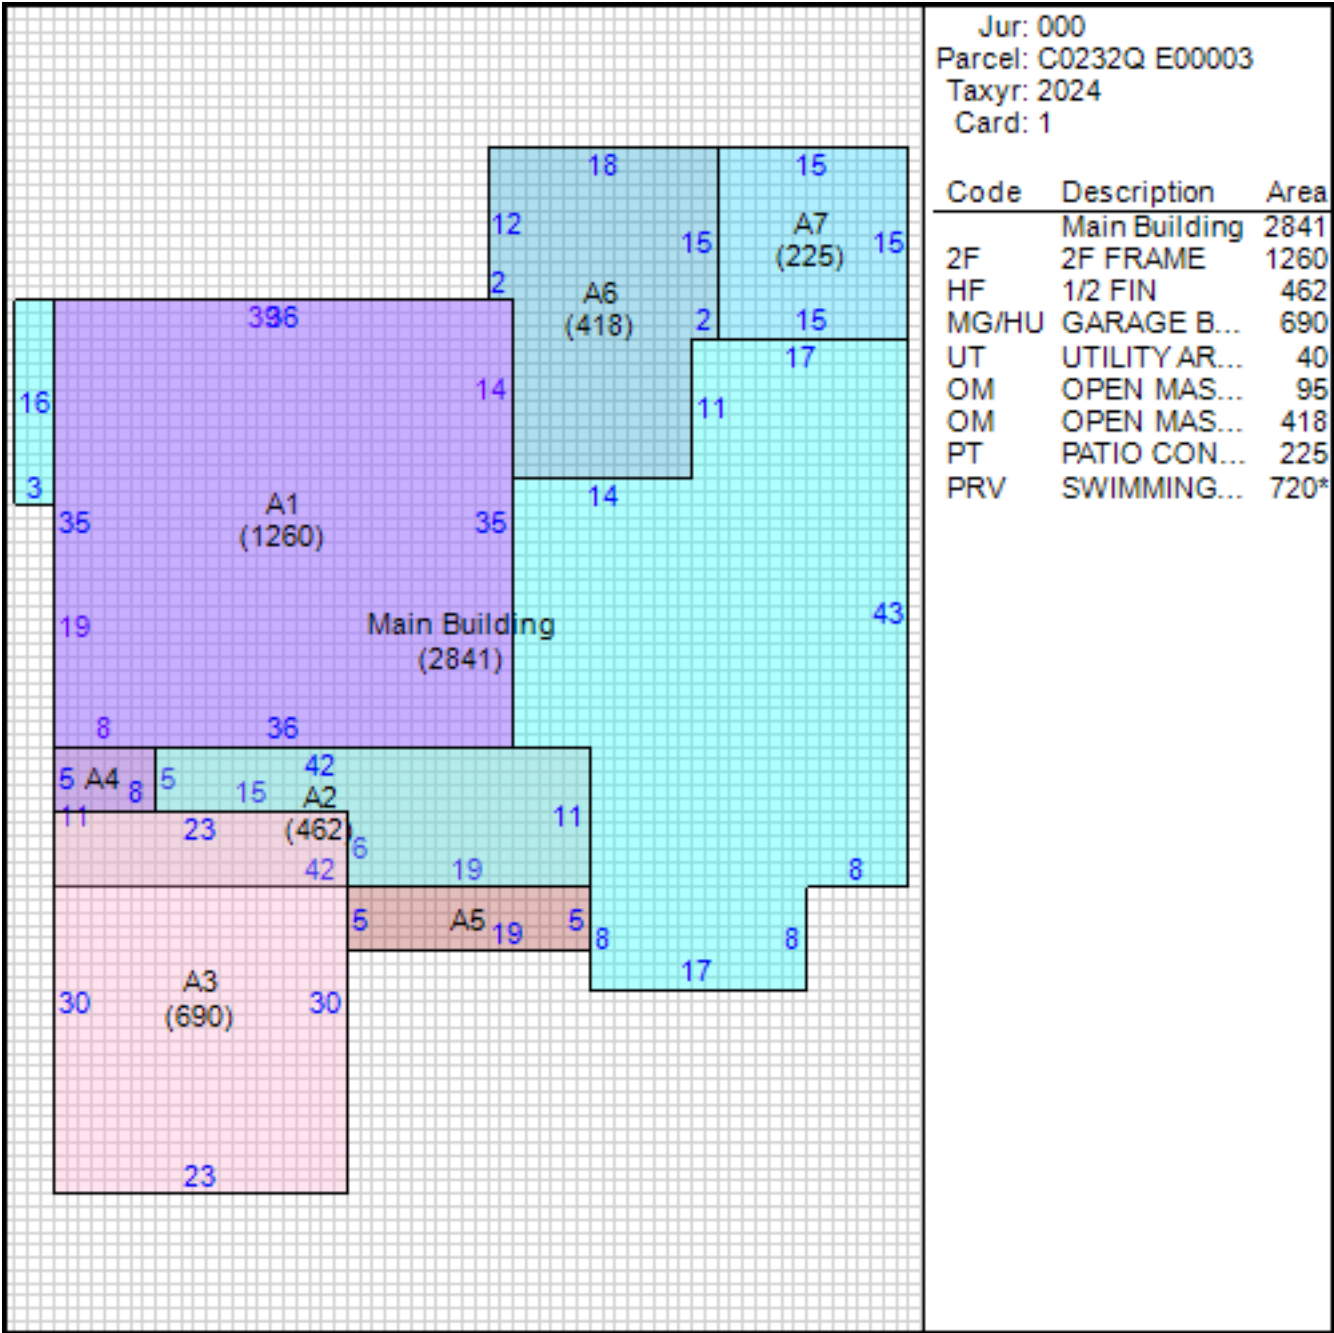 Jur: 000
Parcel: C0232Q E00003
Taxyr: 2024
Card: 1
Code Description Area
Main Building 2841
2F 2F FRAME 1260
HF 1/2 FIN 462
MG/HU GARAGE B... 690
UT UTILITY AR... 40
OM OPEN MAS... 95
OM OPEN MAS... 418
PT PATIO CON... 225
PRV SWIMMING... 720*
18 15
12 15 A7 15
(225)
2 A6 2 15
(418)
39 36 17
16 14 11
3 14
A1
(1260)
35 35
19 Main Building 43
(2841)
8 36
42
5 A4 8 5 15 A2 11
11 23 (462) 6
42 19 8
5 A5 19 5 8 8
17
A3
(690)
30 30
23